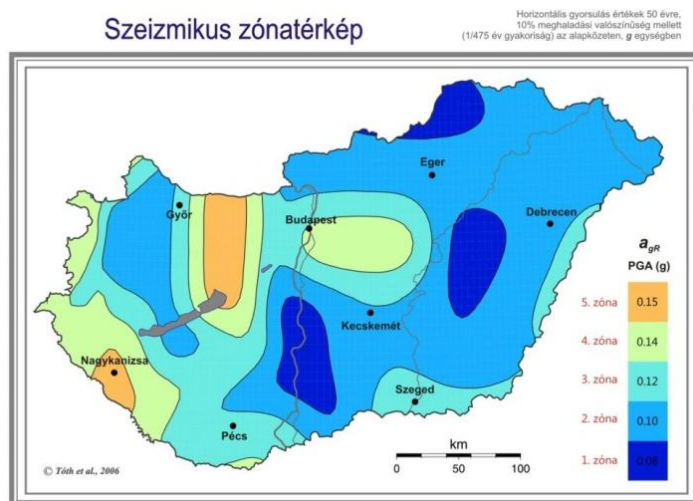 Szeizmikus zónatérkép
Horizontális gyorsulás értékek 50 évre,
10% meghaladási valószínűség mellett
(1/475 év gyakoriság) az alapkőzeten, g egységben
Eger
Győr
Budapest
Debrecen
Kecskemét
Nagykanizsa
Szeged
Pécs
agR
PGA (g)
5. zóna 0.15
4. zóna 0.14
3. zóna 0.12
2. zóna 0.10
1. zóna 0.08
km
0 50 100
© Tóth et al., 2006